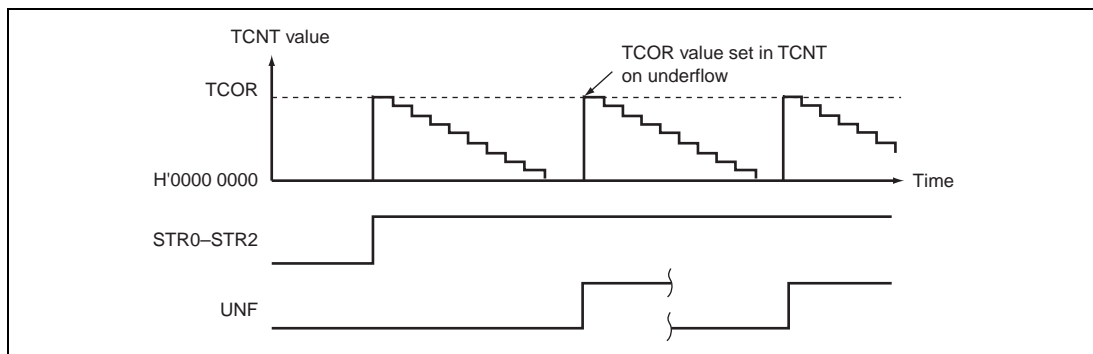 TCNT value
TCOR value set in TCNT
on underflow
TCOR
H'0000 0000
Time
STR0–STR2
UNF